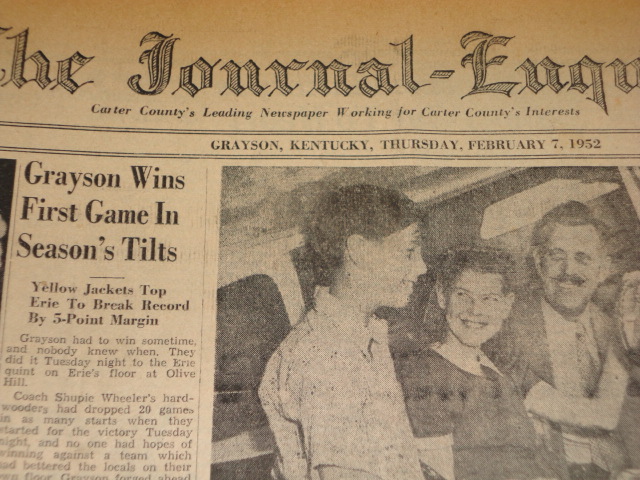 The Journal-Enqu
Carter County's Leading Newspaper Working for Carter County's Interests
GRAYSON, KENTUCKY, THURSDAY, FEBRUARY 7, 1952
Grayson Wins
First Game In
Season's Tilts
Yellow Jackets Top
Erie To Break Record
By 5-Point Margin
Grayson had to win sometime,
and nobody knew when. They
did it Tuesday night to the Erie
quint on Erie's floor at Olive
Hill.
Coach Shupie Wheeler's hard-
wooders had dropped 20 games
in as many starts when they
started for the victory Tuesday
night, and no one had hopes of
winning against a team which
had bettered the locals on their
own floor. Grayson forged ahead